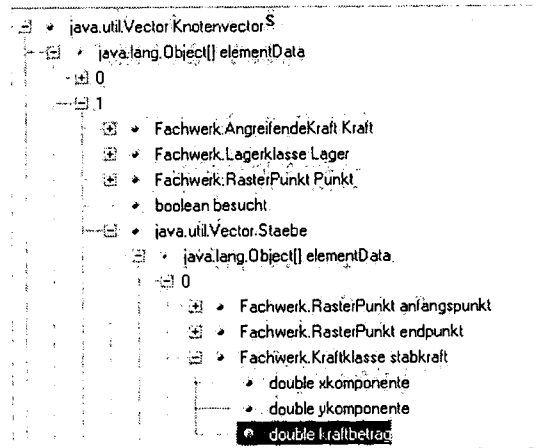 java.util.Vector KnotenvectorS
java.lang.Object[] elementData
0
1
Fachwerk.AngreifendeKraft Kraft
Fachwerk.Lagerklasse Lager
Fachwerk.RasterPunkt Punkt
boolean besucht
java.util.Vector Staebe
java.lang.Object[] elementData
0
Fachwerk.RasterPunkt anfangspunkt
Fachwerk.RasterPunkt endpunkt
Fachwerk.Kraftklasse stabkraft
double xkomponente
double ykomponente
double kraftbetrag